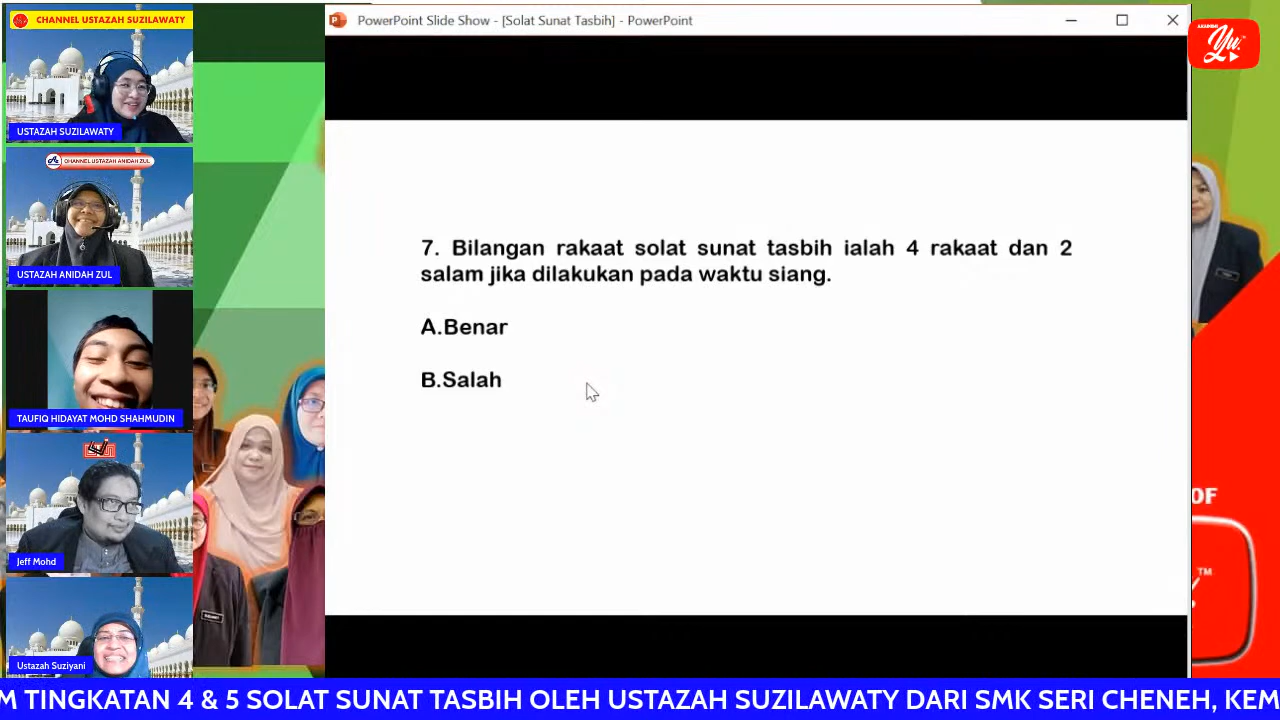 CHANNEL USTAZAH SUZILAWATY
USTAZAH SUZILAWATY
CHANNEL USTAZAH ANIDAH ZUL
USTAZAH ANIDAH ZUL
TAUFIQ HIDAYAT MOHD SHAHMUDIN
Jeff Mohd
Ustazah Suziyani
PowerPoint Slide Show - [Solat Sunat Tasbih] - PowerPoint
7. Bilangan rakaat solat sunat tasbih ialah 4 rakaat dan 2
salam jika dilakukan pada waktu siang.
A.Benar
B.Salah
YU
OF
TM
M TINGKATAN 4 & 5 SOLAT SUNAT TASBIH OLEH USTAZAH SUZILAWATY DARI SMK SERI CHENEH, KEM